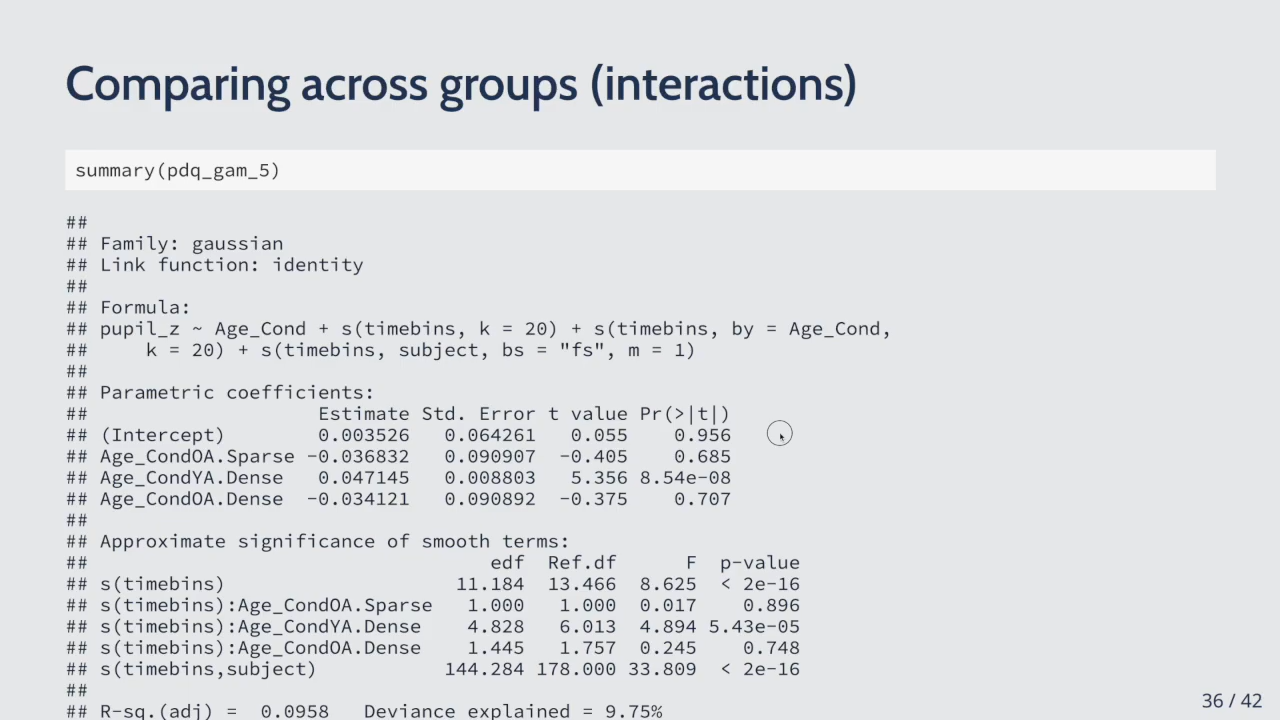 Comparing across groups (interactions)
summary(pdq_gam_5)
##
## Family: gaussian
## Link function: identity
##
## Formula:
## pupil_z ~ Age_Cond + s(timebins, k = 20) + s(timebins, by = Age_Cond,
##     k = 20) + s(timebins, subject, bs = "fs", m = 1)
##
## Parametric coefficients:
##                    Estimate Std. Error t value Pr(>|t|)
## (Intercept)        0.003526   0.064261   0.055    0.956
## Age_CondOA.Sparse -0.036832   0.090907  -0.405    0.685
## Age_CondYA.Dense   0.047145   0.008803   5.356 8.54e-08
## Age_CondOA.Dense  -0.034121   0.090892  -0.375    0.707
##
## Approximate significance of smooth terms:
##                                   edf  Ref.df      F  p-value
## s(timebins)                    11.184  13.466  8.625  < 2e-16
## s(timebins):Age_CondOA.Sparse   1.000   1.000  0.017    0.896
## s(timebins):Age_CondYA.Dense    4.828   6.013  4.894 5.43e-05
## s(timebins):Age_CondOA.Dense    1.445   1.757  0.245    0.748
## s(timebins,subject)           144.284 178.000 33.809  < 2e-16
##
## R-sq.(adj) =  0.0958   Deviance explained = 9.75%
36 / 42